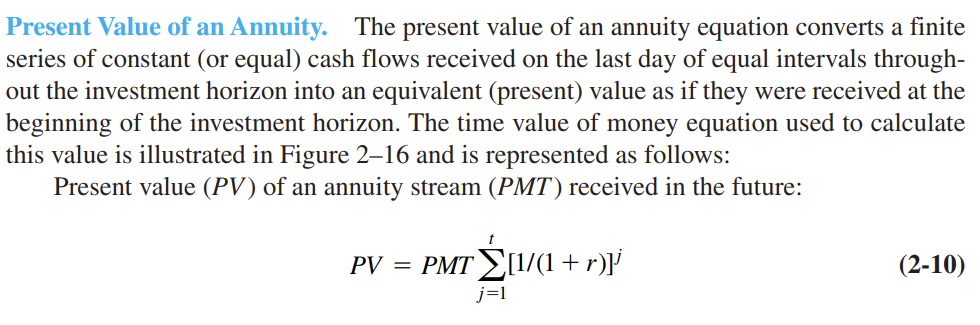 Present Value of an Annuity. The present value of an annuity equation converts a finite
series of constant (or equal) cash flows received on the last day of equal intervals through-
out the investment horizon into an equivalent (present) value as if they were received at the
beginning of the investment horizon. The time value of money equation used to calculate
this value is illustrated in Figure 2–16 and is represented as follows:
Present value (PV) of an annuity stream (PMT) received in the future:
t
PV = PMT∑[1/(1 + r)]ʲ (2-10)
j=1